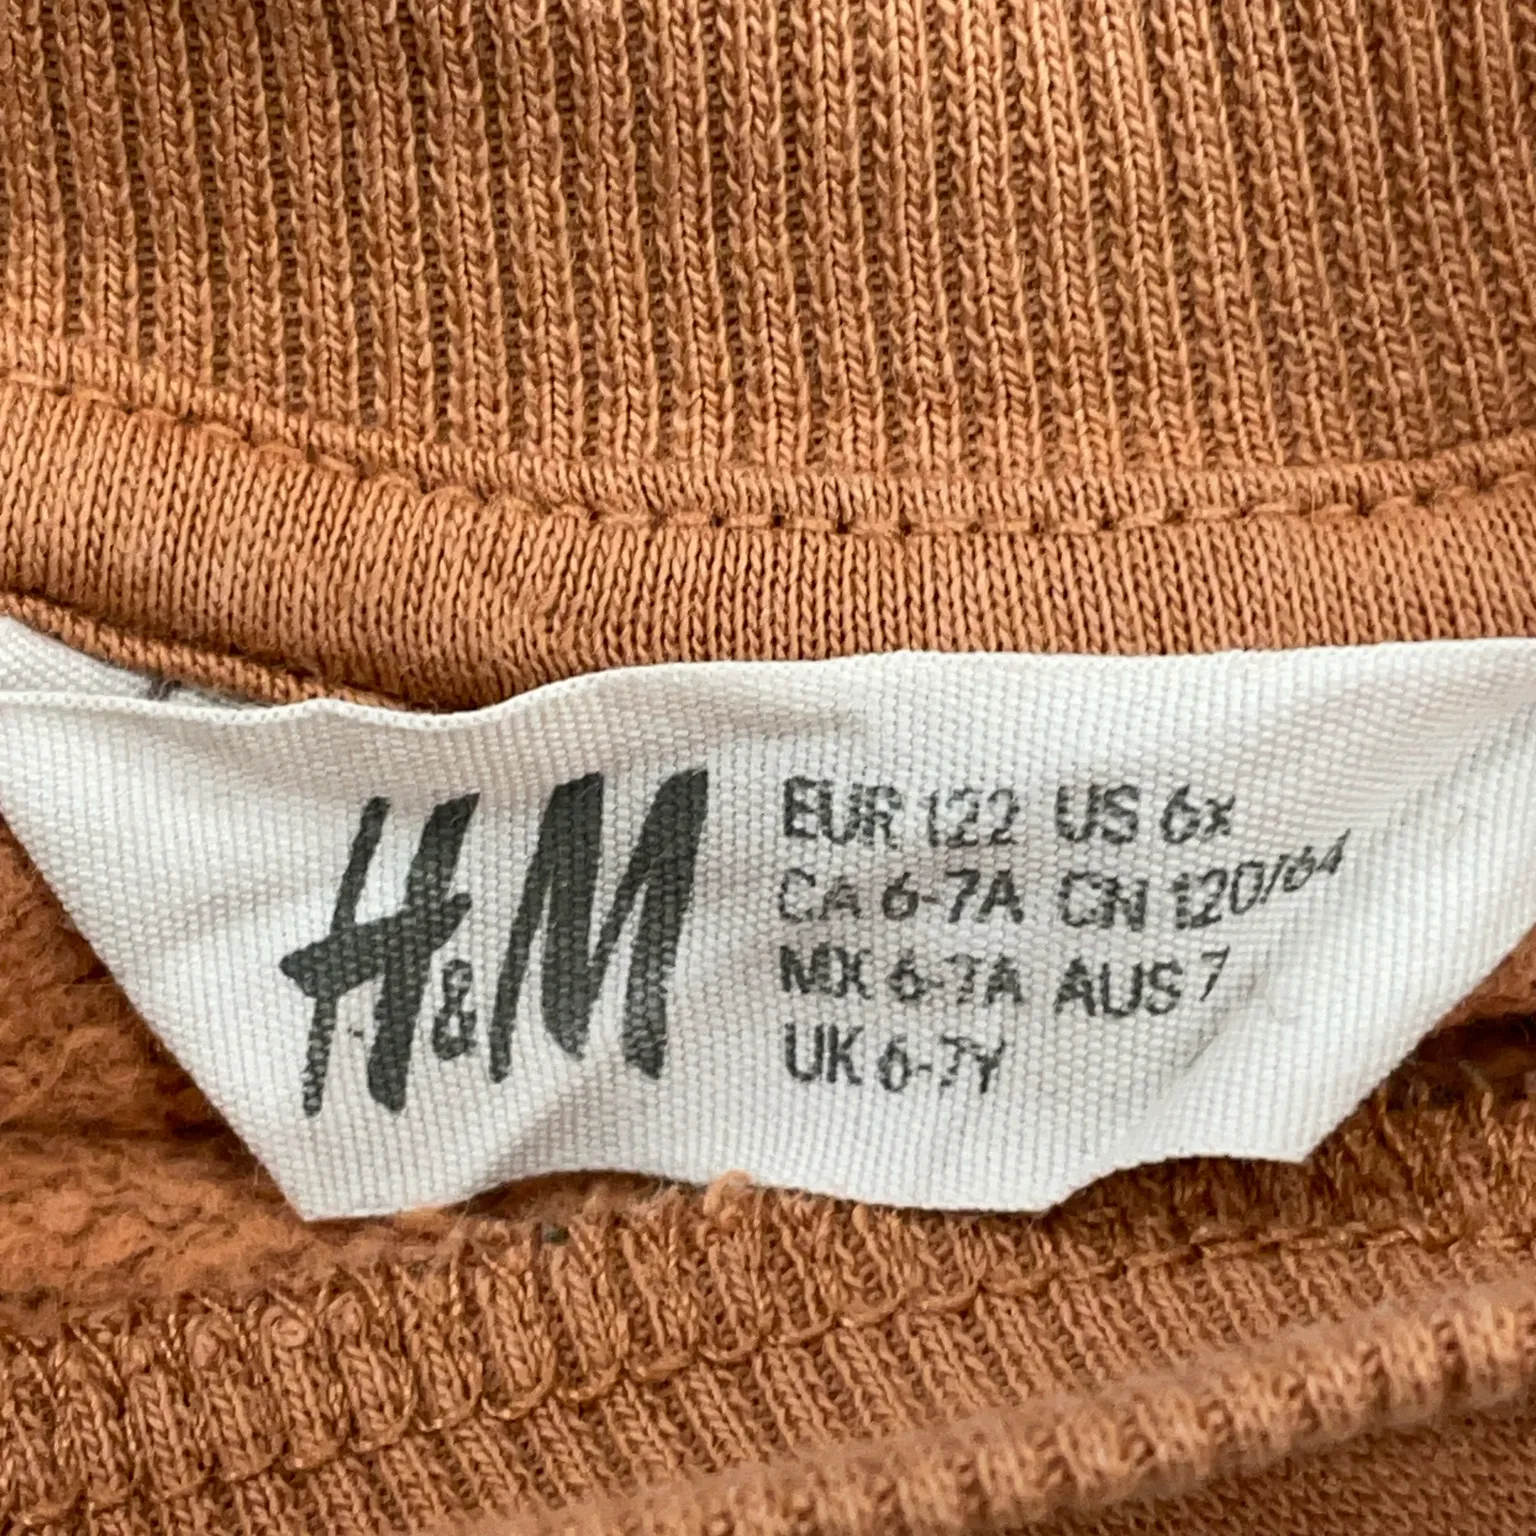 H&M
EUR 122 US 6x
CA 6-7A CN 120/64
MX 6-7A AUS 7
UK 6-7Y